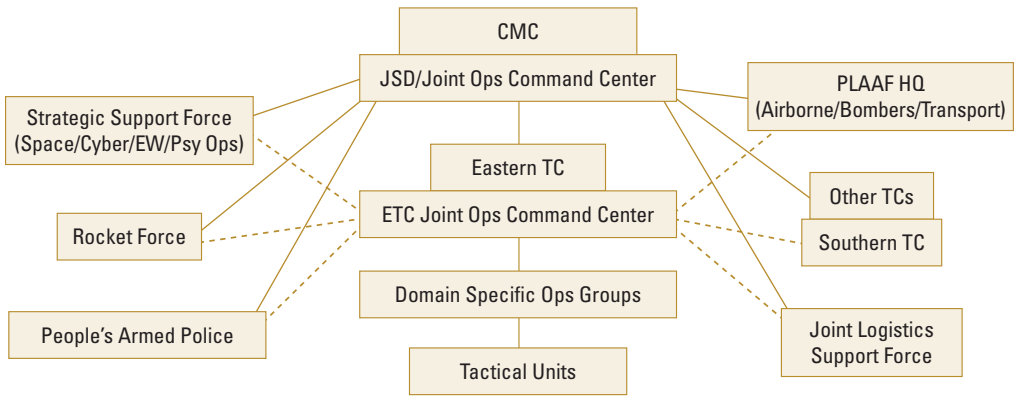 CMC
JSD/Joint Ops Command Center
PLAAF HQ
(Airborne/Bombers/Transport)
Strategic Support Force
(Space/Cyber/EW/Psy Ops)
Eastern TC
ETC Joint Ops Command Center
Other TCs
Southern TC
Rocket Force
Domain Specific Ops Groups
People's Armed Police
Joint Logistics
Support Force
Tactical Units